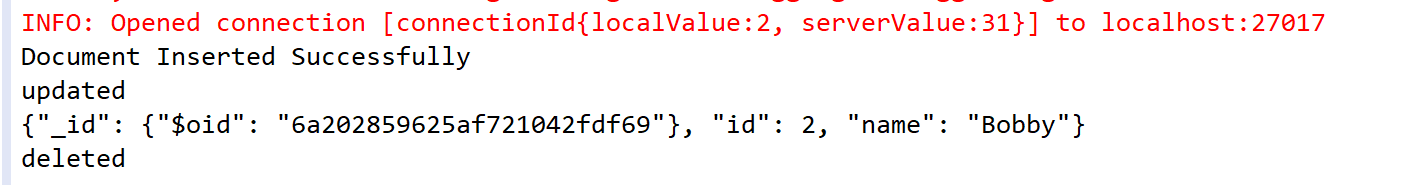 INFO: Opened connection [connectionId{localValue:2, serverValue:31}] to localhost:27017
Document Inserted Successfully
updated
{"_id": {"$oid": "6a202859625af721042fdf69"}, "id": 2, "name": "Bobby"}
deleted